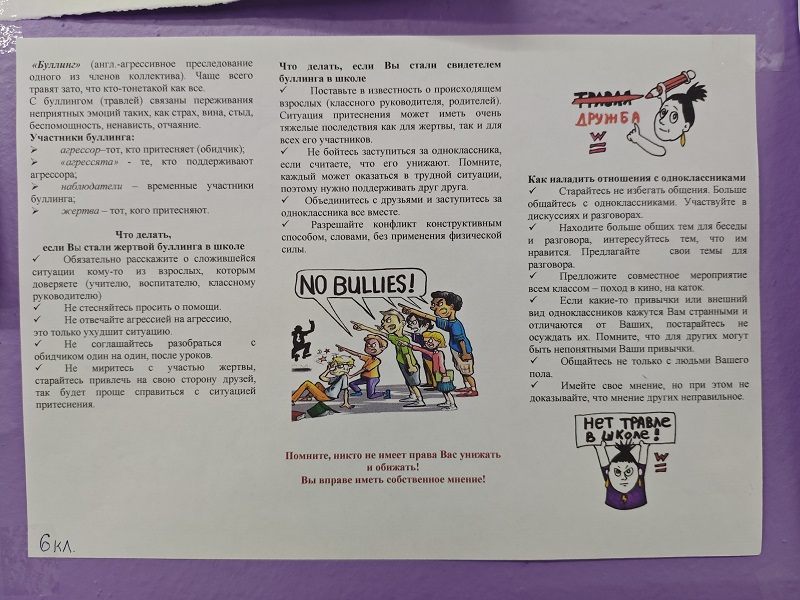 «Буллинг» (англ.-агрессивное преследование
одного из членов коллектива). Чаще всего
травят зато, что кто-тонетакой как все.
С буллингом (травлей) связаны переживания
неприятных эмоций таких, как страх, вина, стыд,
беспомощность, ненависть, отчаяние.
Участники буллинга:
➢ агрессор–тот, кто притесняет (обидчик);
➢ «агрессята» - те, кто поддерживают
агрессора;
➢ наблюдатели – временные участники
буллинга;
➢ жертва – тот, кого притесняют.
Что делать,
если Вы стали жертвой буллинга в школе
✓ Обязательно расскажите о сложившейся
ситуации кому-то из взрослых, которым
доверяете (учителю, воспитателю, классному
руководителю)
✓ Не стесняйтесь просить о помощи.
✓ Не отвечайте агрессией на агрессию,
это только ухудшит ситуацию.
✓ Не соглашайтесь разобраться с
обидчиком один на один, после уроков.
✓ Не миритесь с участью жертвы,
старайтесь привлечь на свою сторону друзей,
так будет проще справиться с ситуацией
притеснения.
6 кл.
Что делать, если Вы стали свидетелем
буллинга в школе
✓ Поставьте в известность о происходящем
взрослых (классного руководителя, родителей).
Ситуация притеснения может иметь очень
тяжелые последствия как для жертвы, так и для
всех его участников.
✓ Не бойтесь заступиться за одноклассника,
если считаете, что его унижают. Помните,
каждый может оказаться в трудной ситуации,
поэтому нужно поддерживать друг друга.
✓ Объединитесь с друзьями и заступитесь за
одноклассника все вместе.
✓ Разрешайте конфликт конструктивным
способом, словами, без применения физической
силы.
NO BULLIES!
Помните, никто не имеет права Вас унижать
и обижать!
Вы вправе иметь собственное мнение!
ТРАВЛЯ
ДРУЖБА
W
Как наладить отношения с одноклассниками
✓ Старайтесь не избегать общения. Больше
общайтесь с одноклассниками. Участвуйте в
дискуссиях и разговорах.
✓ Находите больше общих тем для беседы
и разговора, интересуйтесь тем, что им
нравится. Предлагайте свои темы для
разговора.
✓ Предложите совместное мероприятие
всем классом – поход в кино, на каток.
✓ Если какие-то привычки или внешний
вид одноклассников кажутся Вам странными и
отличаются от Ваших, постарайтесь не
осуждать их. Помните, что для других могут
быть непонятными Ваши привычки.
✓ Общайтесь не только с людьми Вашего
пола.
✓ Имейте свое мнение, но при этом не
доказывайте, что мнение других неправильное.
НЕТ ТРАВЛЕ
В ШКОЛЕ!
W